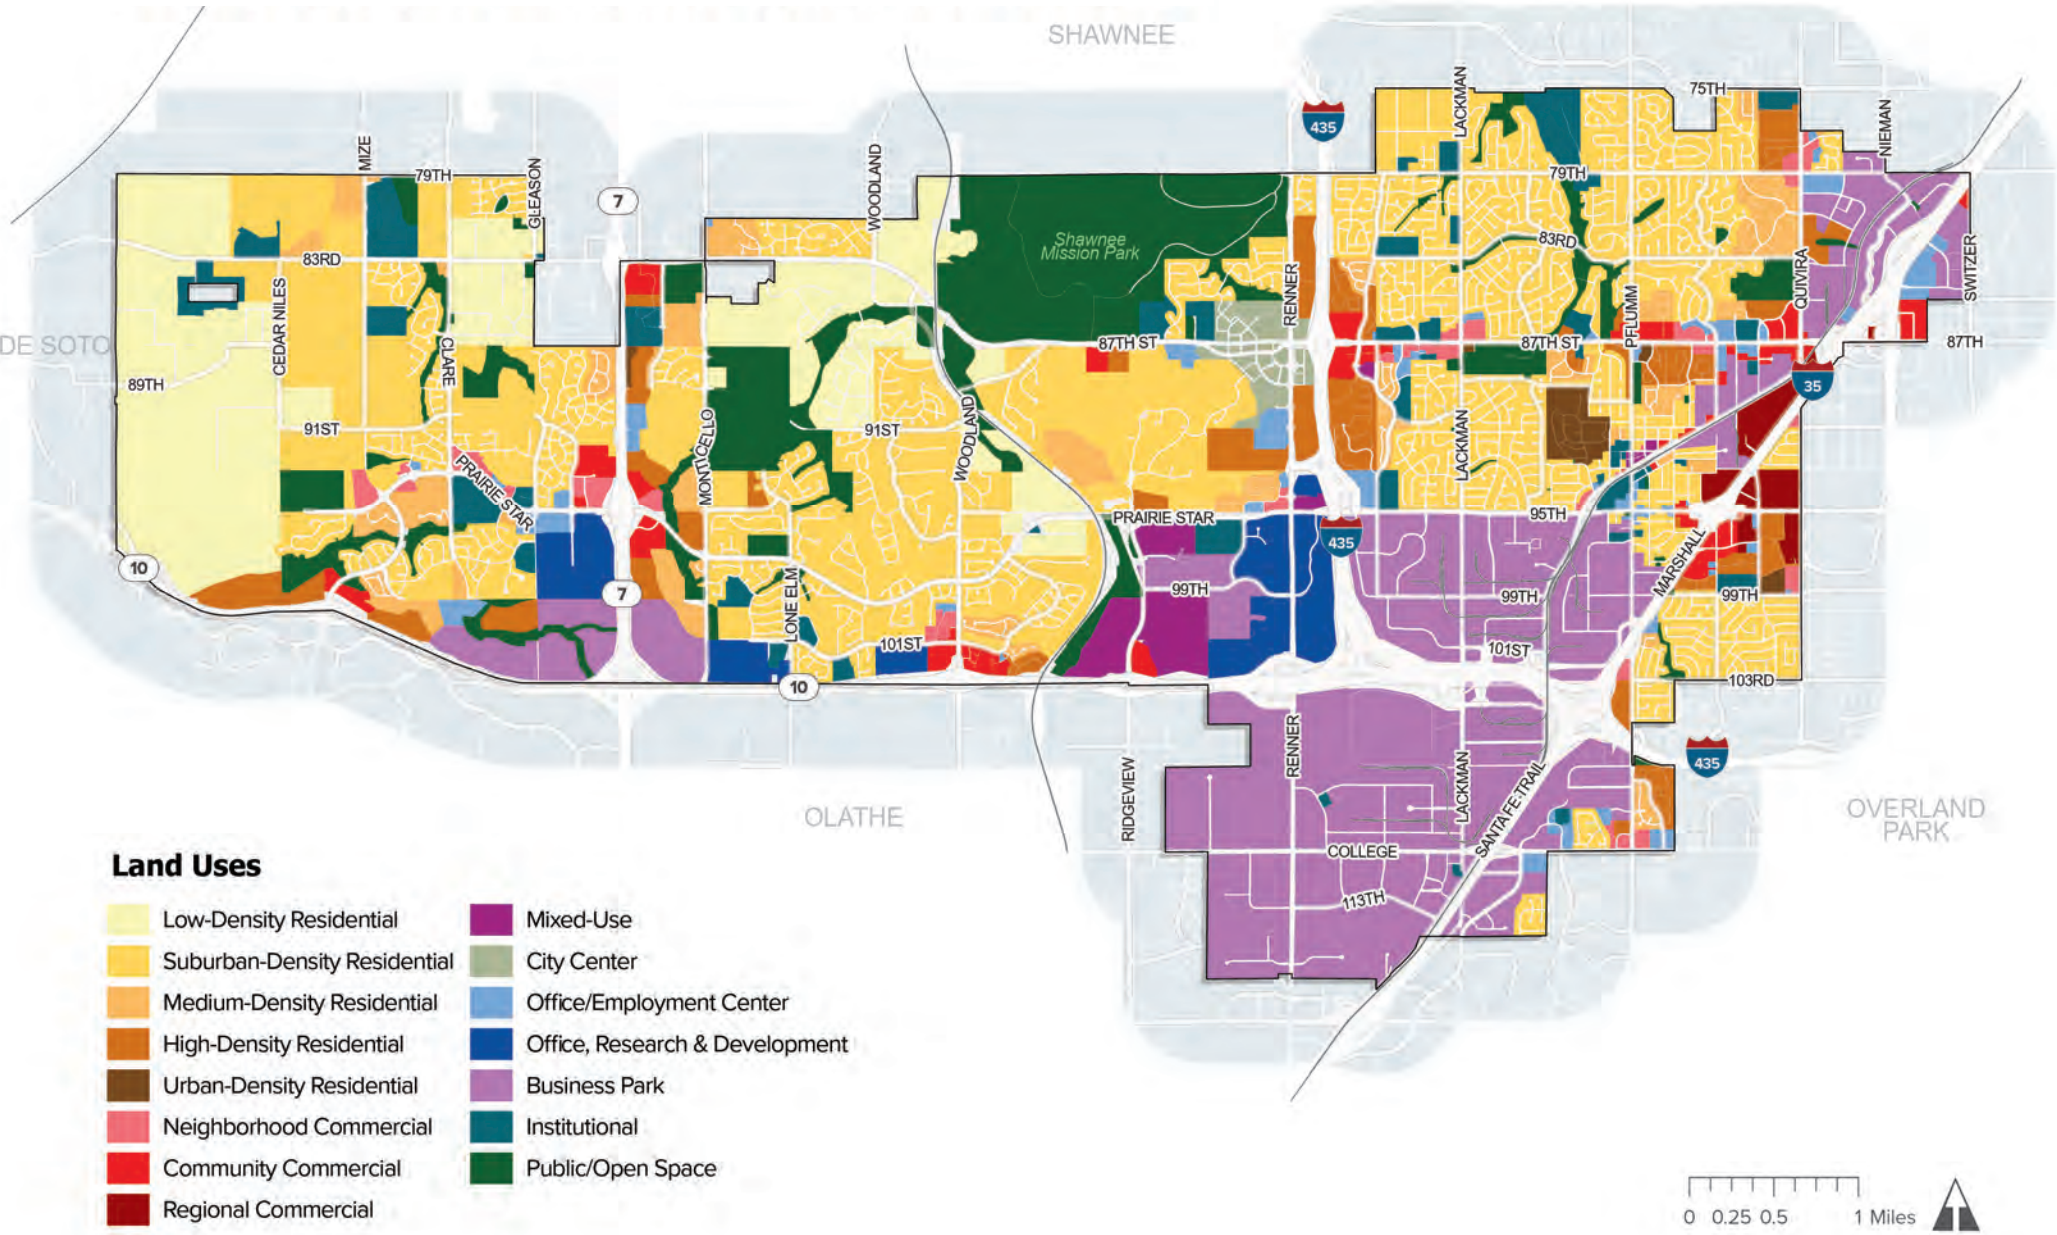 SHAWNEE
75TH
LACKMAN
435
NIEMAN
MIZE
WOODLAND
GLEASON
79TH
79TH
7
SHAWNEE
Shawnee
Mission Park
83RD
83RD
SWITZER
QUIVIRA
RENNER
CEDAR NILES
PFLUMM
DE SOTO
CLARE
87TH ST
87TH ST
87TH
89TH
35
MONTICELLO
WOODLAND
LACKMAN
91ST
91ST
PRAIRIE STAR
PRAIRIE STAR
95TH
435
MARSHALL
10
7
LONE ELM
99TH
99TH
99TH
101ST
101ST
10
103RD
RENNER
435
RIDGEVIEW
LACKMAN
SANTA FE TRAIL
OLATHE
OVERLAND
PARK
COLLEGE
113TH
Land Uses
Low-Density Residential
Suburban-Density Residential
Medium-Density Residential
High-Density Residential
Urban-Density Residential
Neighborhood Commercial
Community Commercial
Regional Commercial
Mixed-Use
City Center
Office/Employment Center
Office, Research & Development
Business Park
Institutional
Public/Open Space
0 0.25 0.5 1 Miles